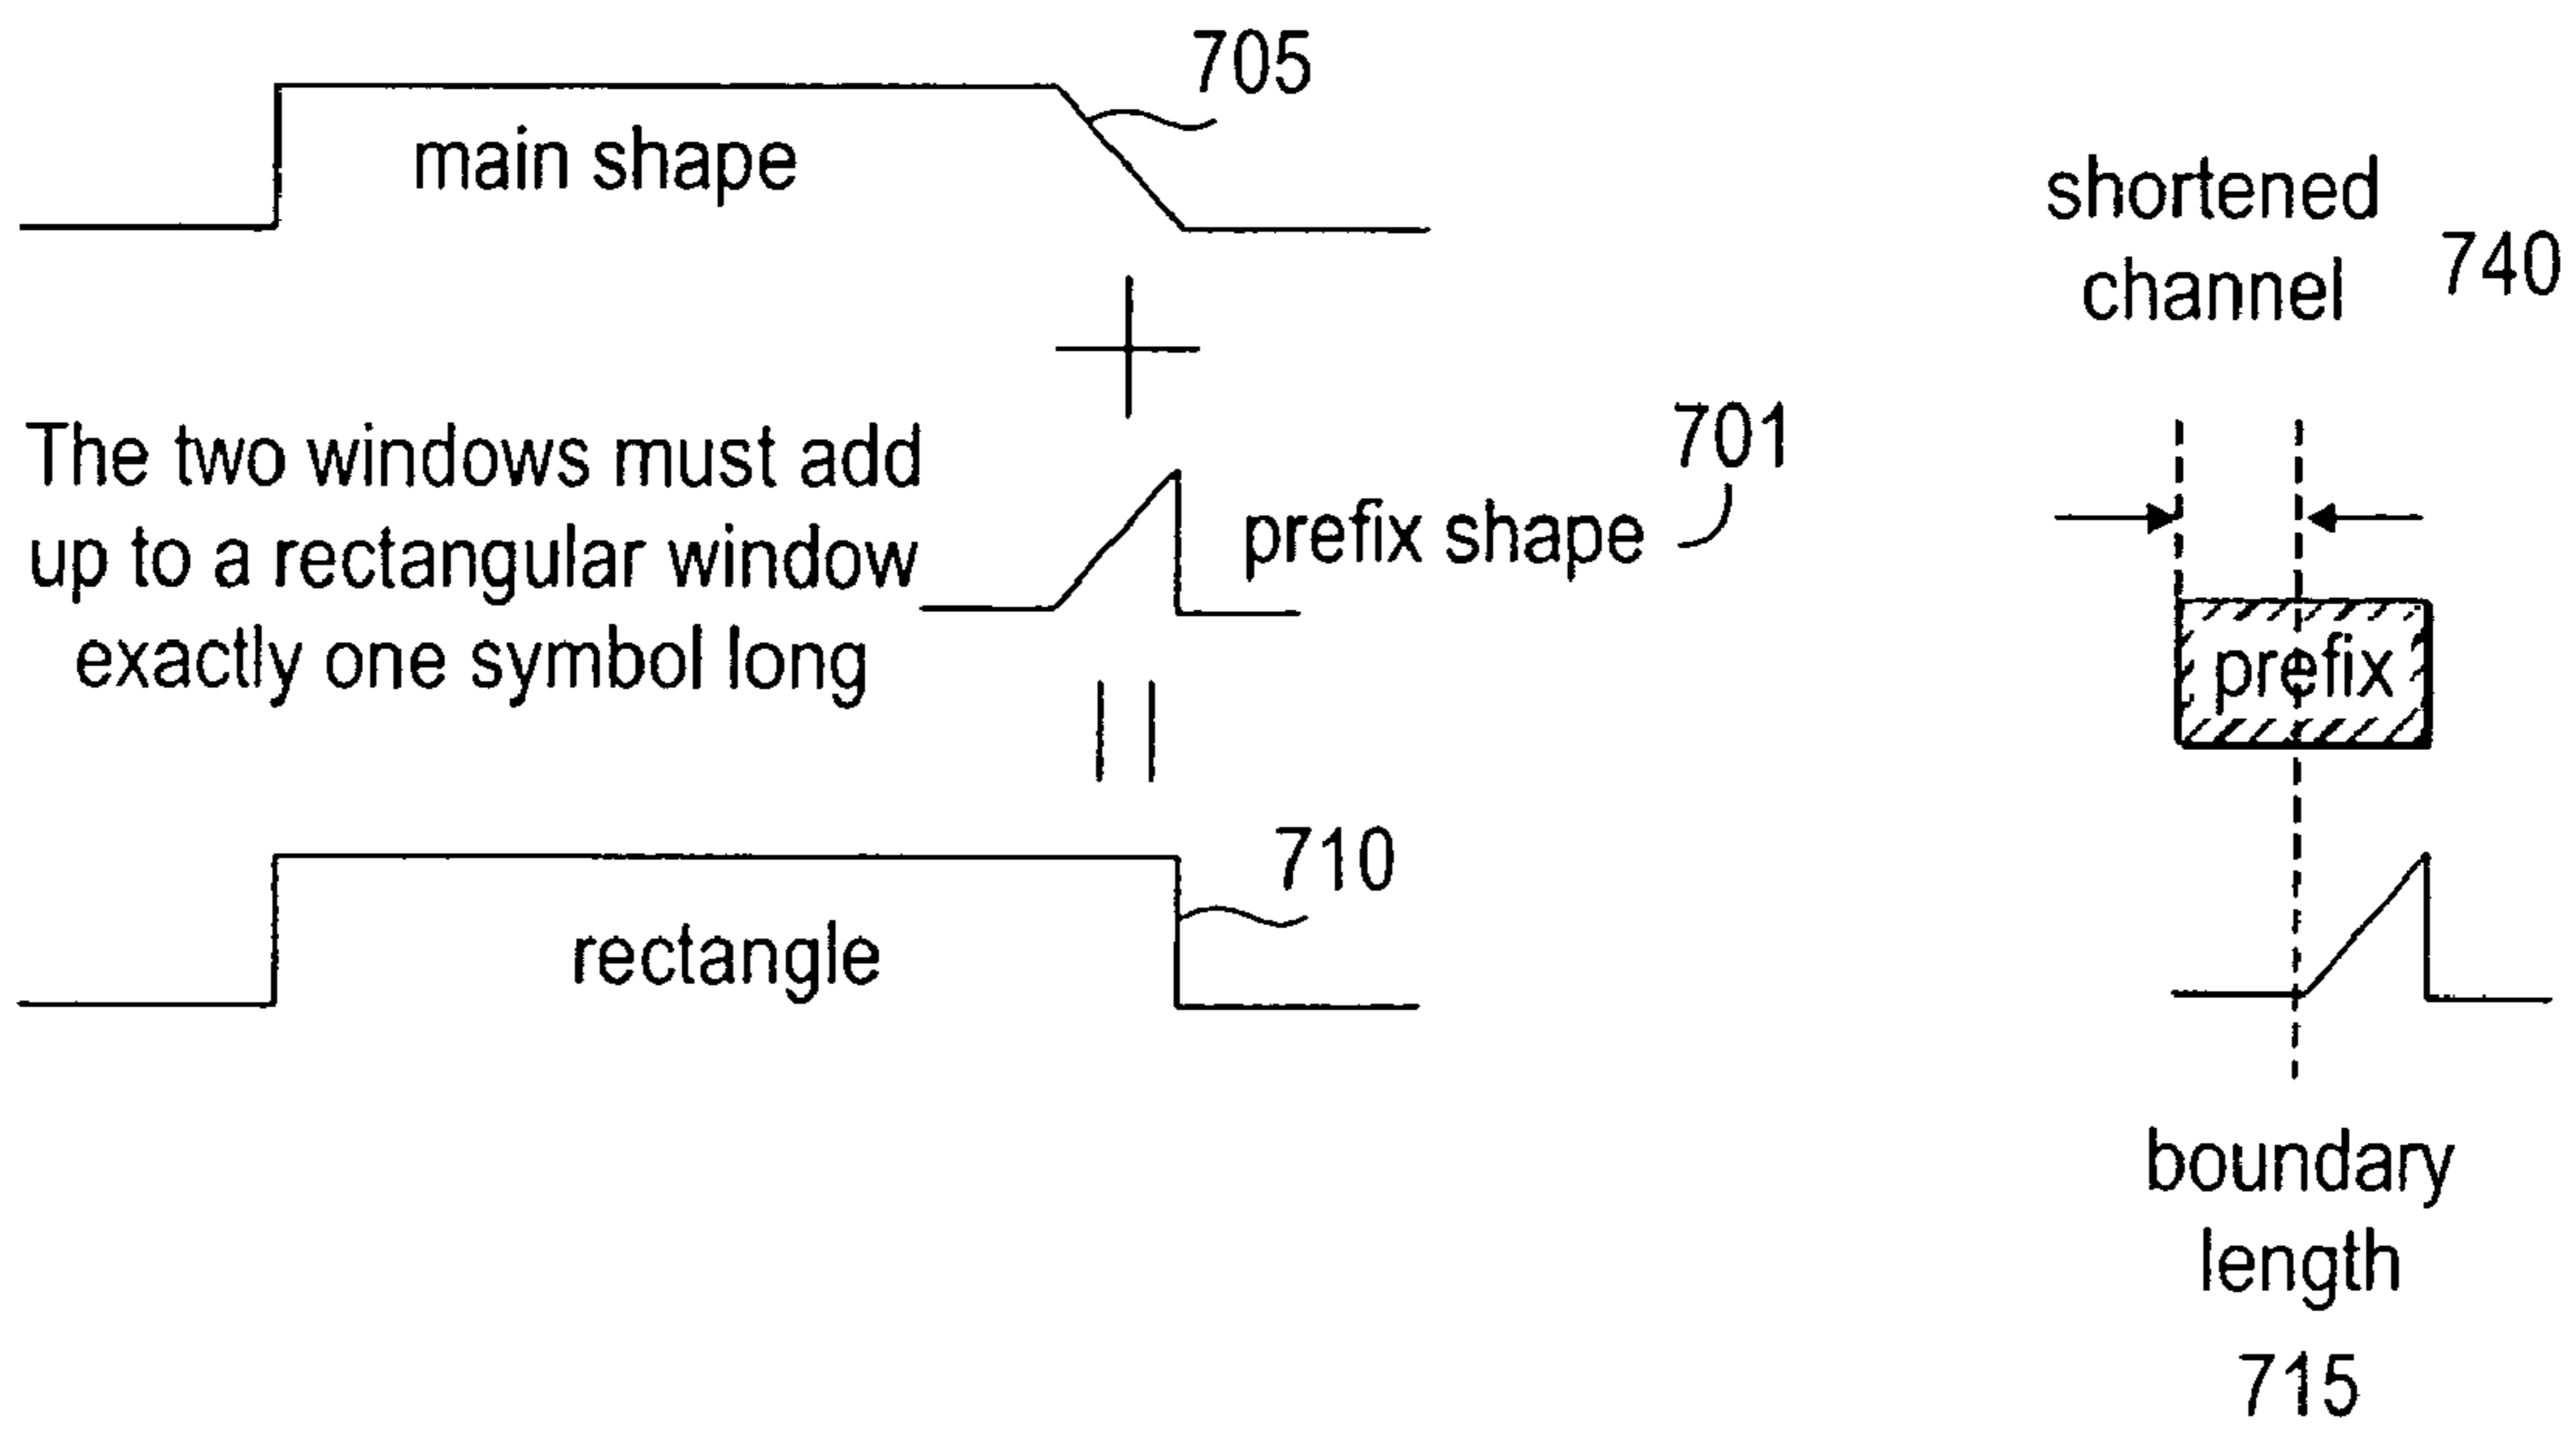 705
main shape
shortened
channel
740
The two windows must add
up to a rectangular window
exactly one symbol long
prefix shape
701
prefix
710
rectangle
boundary
length
715